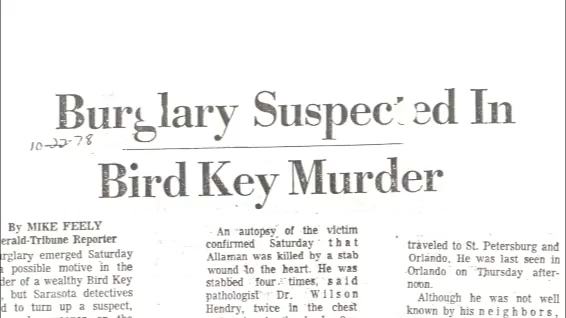 Burglary Suspected In
10-22-78
Bird Key Murder
By MIKE FEELY
erald-Tribune Reporter
urglary emerged Saturday
possible motive in the
der of a wealthy Bird Key
, but Sarasota detectives
d to turn up a suspect,
An autopsy of the victim
confirmed Saturday that
Allaman was killed by a stab
wound to the heart. He was
stabbed four times, said
pathologist Dr. Wilson
Hendry, twice in the chest
traveled to St. Petersburg and
Orlando. He was last seen in
Orlando on Thursday after-
noon.
Although he was not well
known by his neighbors,